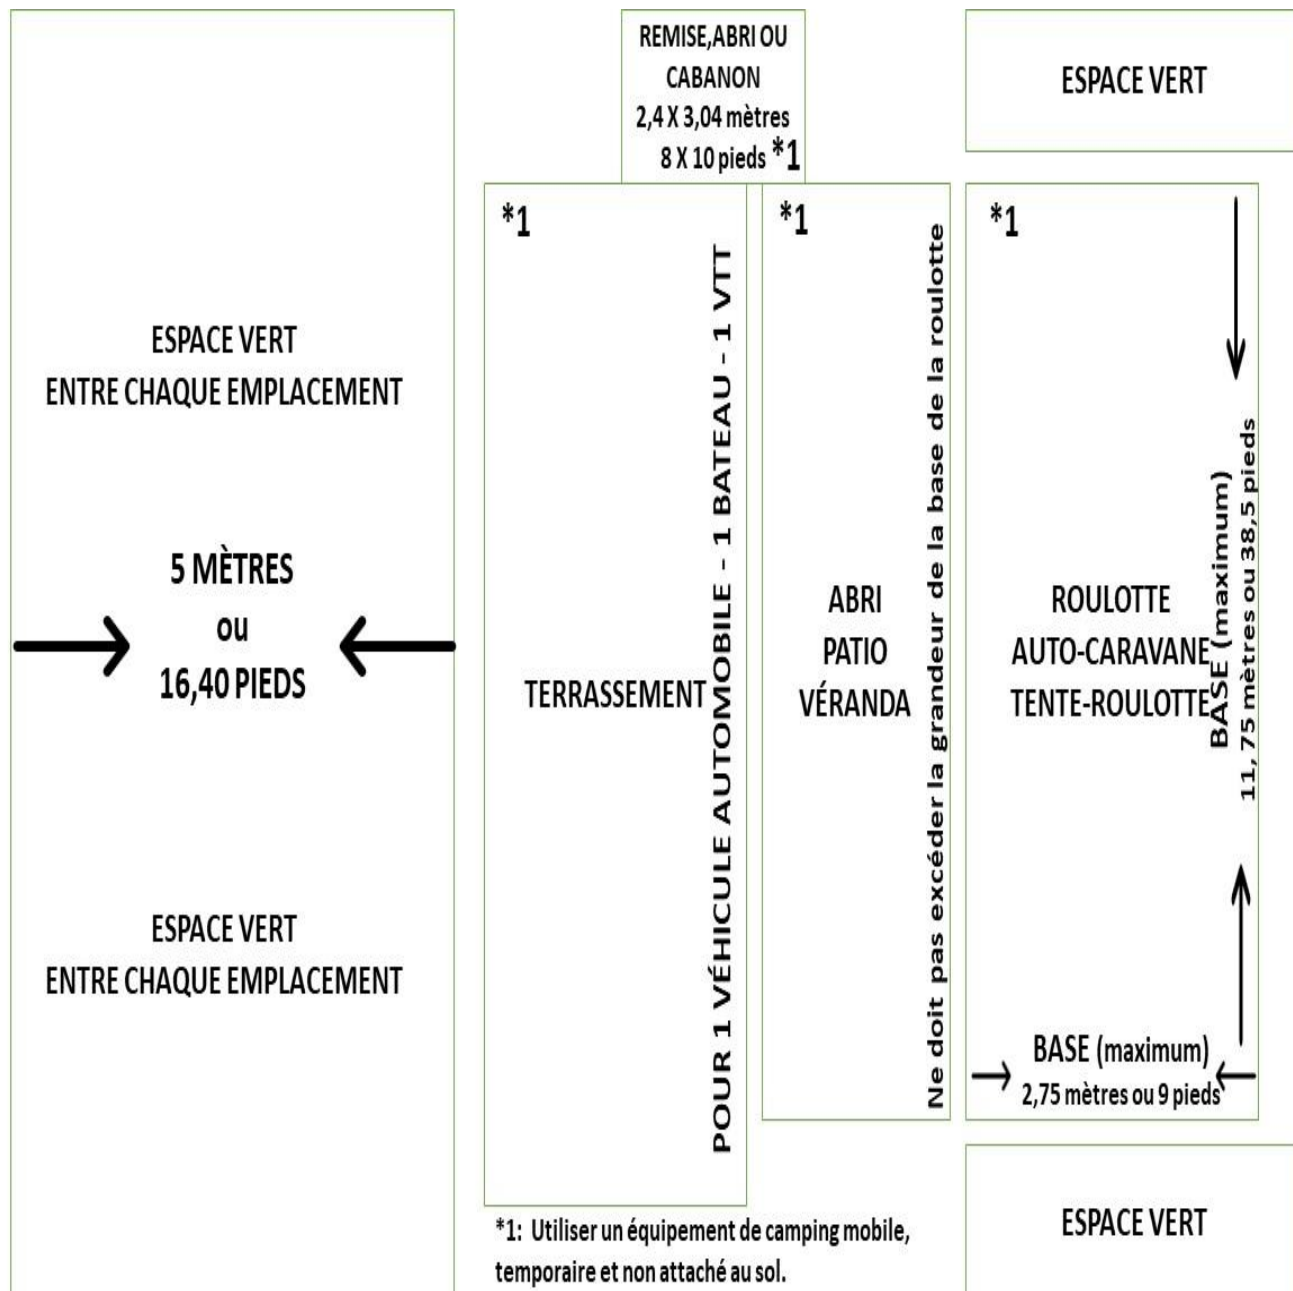 REMISE,ABRI OU
CABANON
2,4 X 3,04 mètres
8 X 10 pieds *1
ESPACE VERT
ESPACE VERT
ENTRE CHAQUE EMPLACEMENT
5 MÈTRES
ou
16,40 PIEDS
ESPACE VERT
ENTRE CHAQUE EMPLACEMENT
*1
TERRASSEMENT
POUR 1 VÉHICULE AUTOMOBILE - 1 BATEAU - 1 VTT
*1
ABRI
PATIO
VÉRANDA
Ne doit pas excéder la grandeur de la base de la roulotte
*1
ROULOTTE
AUTO-CARAVANE
TENTE-ROULOTTE
BASE (maximum)
11, 75 mètres ou 38,5 pieds
BASE (maximum)
2,75 mètres ou 9 pieds
ESPACE VERT
*1: Utiliser un équipement de camping mobile,
temporaire et non attaché au sol.